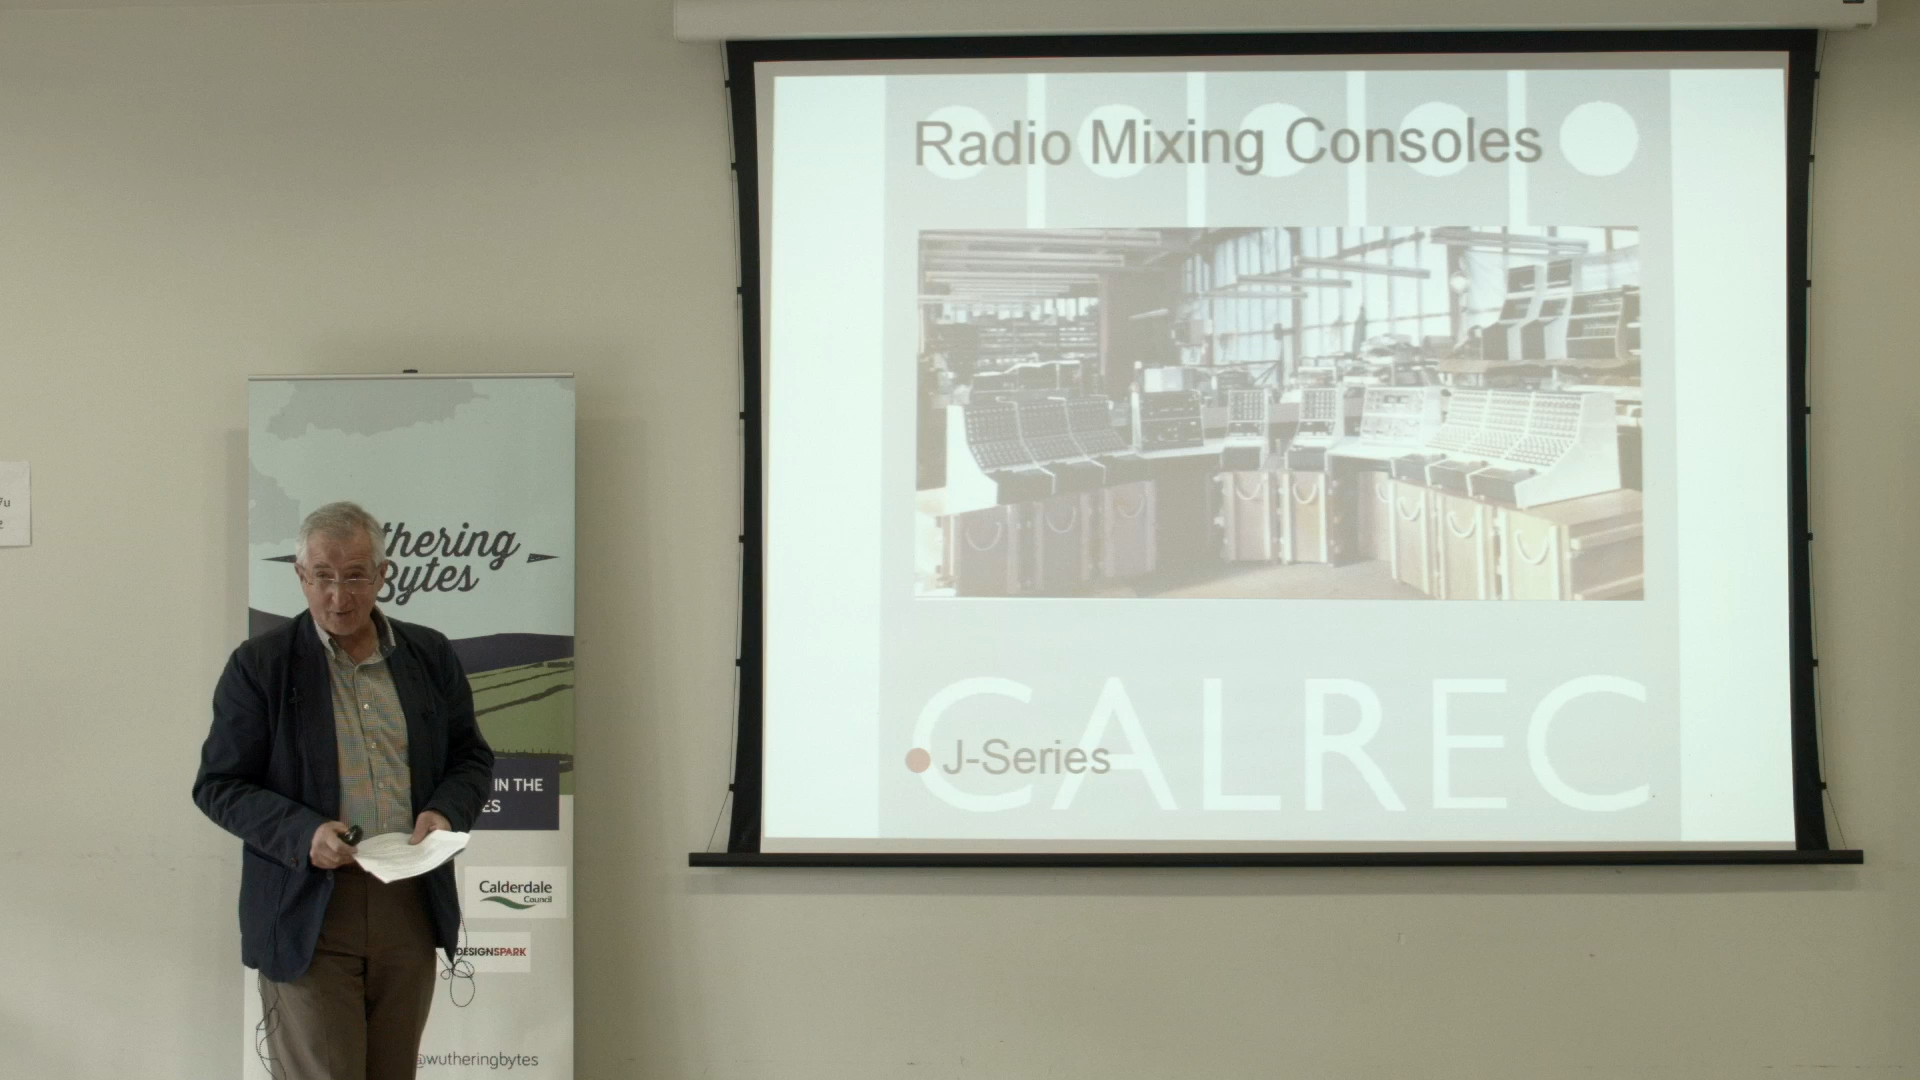 Radio Mixing Consoles
CALREC
J-Series
thering
Bytes
IN THE
ES
Calderdale
Council
DESIGNSPARK
@wutheringbytes